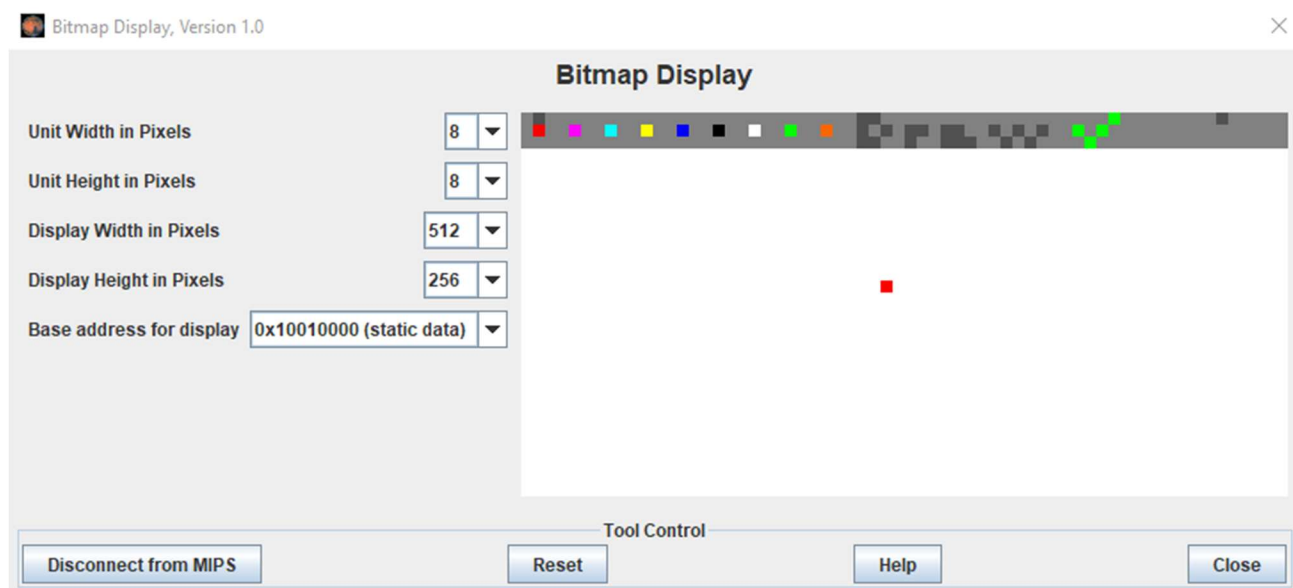 Bitmap Display, Version 1.0
Bitmap Display
Unit Width in Pixels 8
Unit Height in Pixels 8
Display Width in Pixels 512
Display Height in Pixels 256
Base address for display 0x10010000 (static data)
Tool Control
Disconnect from MIPS Reset Help Close